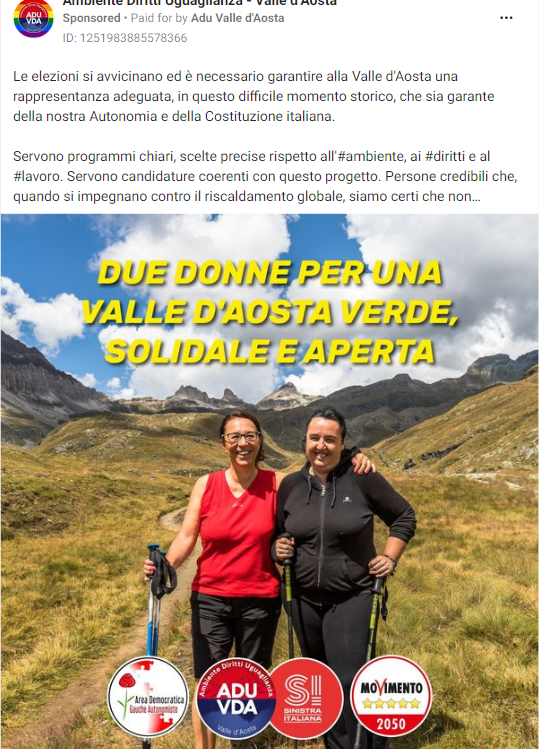 Ambiente Diritti Uguaglianza - Valle d'Aosta
ADU
VDA
Sponsored • Paid for by Adu Valle d'Aosta
ID: 1251983885578366
Le elezioni si avvicinano ed è necessario garantire alla Valle d'Aosta una
rappresentanza adeguata, in questo difficile momento storico, che sia garante
della nostra Autonomia e della Costituzione italiana.
Servono programmi chiari, scelte precise rispetto all'#ambiente, ai #diritti e al
#lavoro. Servono candidature coerenti con questo progetto. Persone credibili che,
quando si impegnano contro il riscaldamento globale, siamo certi che non...
DUE DONNE PER UNA
VALLE D'AOSTA VERDE,
SOLIDALE E APERTA
Area Democratica
Gauche Autonomiste
Ambiente Diritti Uguaglianza
ADU
VDA
Valle d'Aosta
SI
SINISTRA
ITALIANA
MOVIMENTO
2050